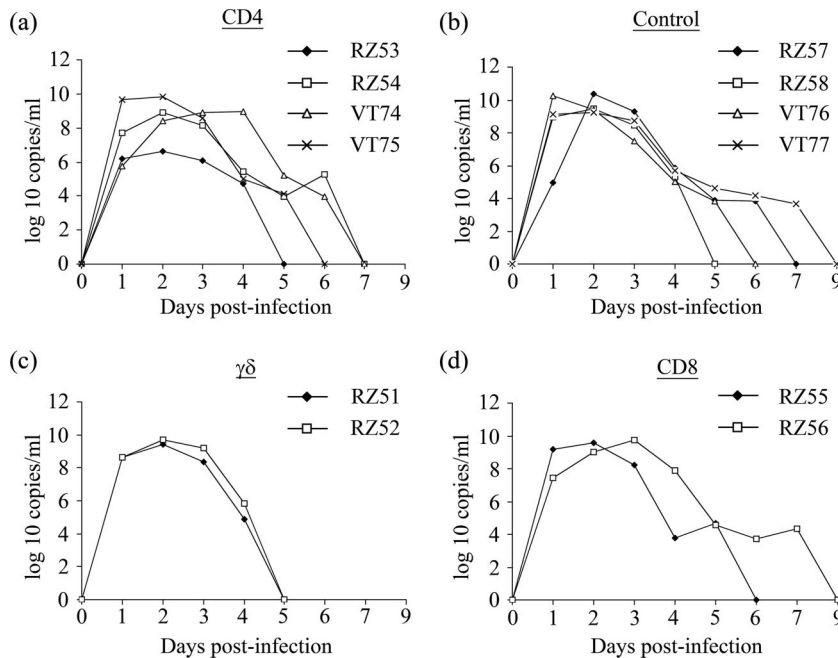 (a)
CD4
RZ53
RZ54
VT74
VT75
log 10 copies/ml
12
10
8
6
4
2
0
0 1 2 3 4 5 6 7 9
Days post-infection
(b)
Control
RZ57
RZ58
VT76
VT77
log 10 copies/ml
12
10
8
6
4
2
0
0 1 2 3 4 5 6 7 9
Days post-infection
(c)
γδ
RZ51
RZ52
log 10 copies/ml
12
10
8
6
4
2
0
0 1 2 3 4 5 6 7 9
Days post-infection
(d)
CD8
RZ55
RZ56
log 10 copies/ml
12
10
8
6
4
2
0
0 1 2 3 4 5 6 7 9
Days post-infection